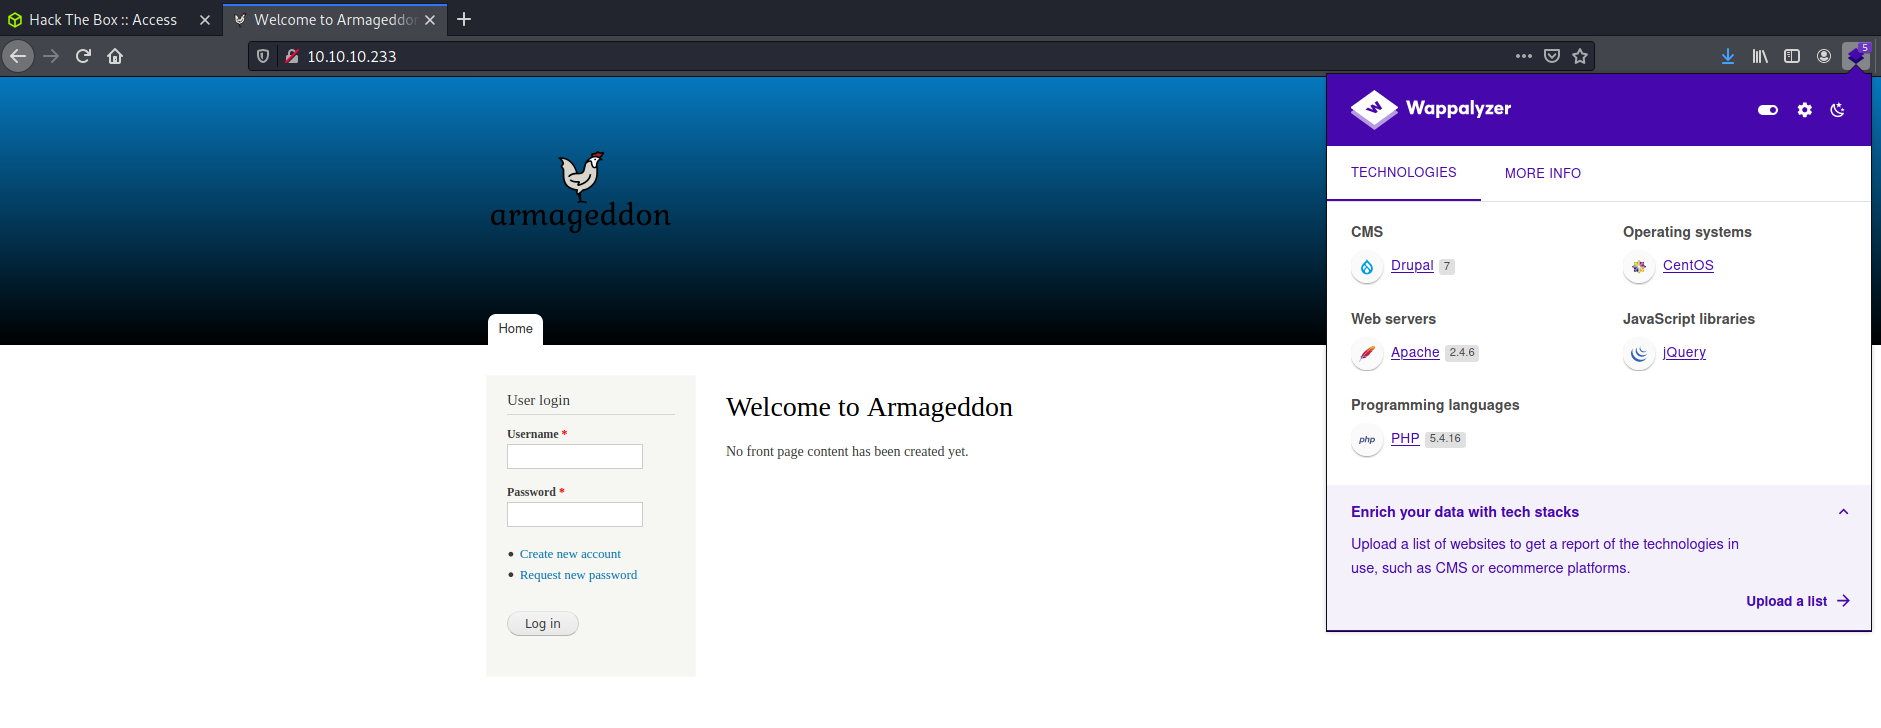 Hack The Box :: Access
Welcome to Armageddon
10.10.10.233
5
Wappalyzer
TECHNOLOGIES
MORE INFO
CMS
Operating systems
Drupal 7
CentOS
Web servers
JavaScript libraries
Apache 2.4.6
jQuery
Programming languages
php PHP 5.4.16
Enrich your data with tech stacks
Upload a list of websites to get a report of the technologies in
use, such as CMS or ecommerce platforms.
Upload a list
armageddon
Home
User login
Username *
Password *
Create new account
Request new password
Log in
Welcome to Armageddon
No front page content has been created yet.